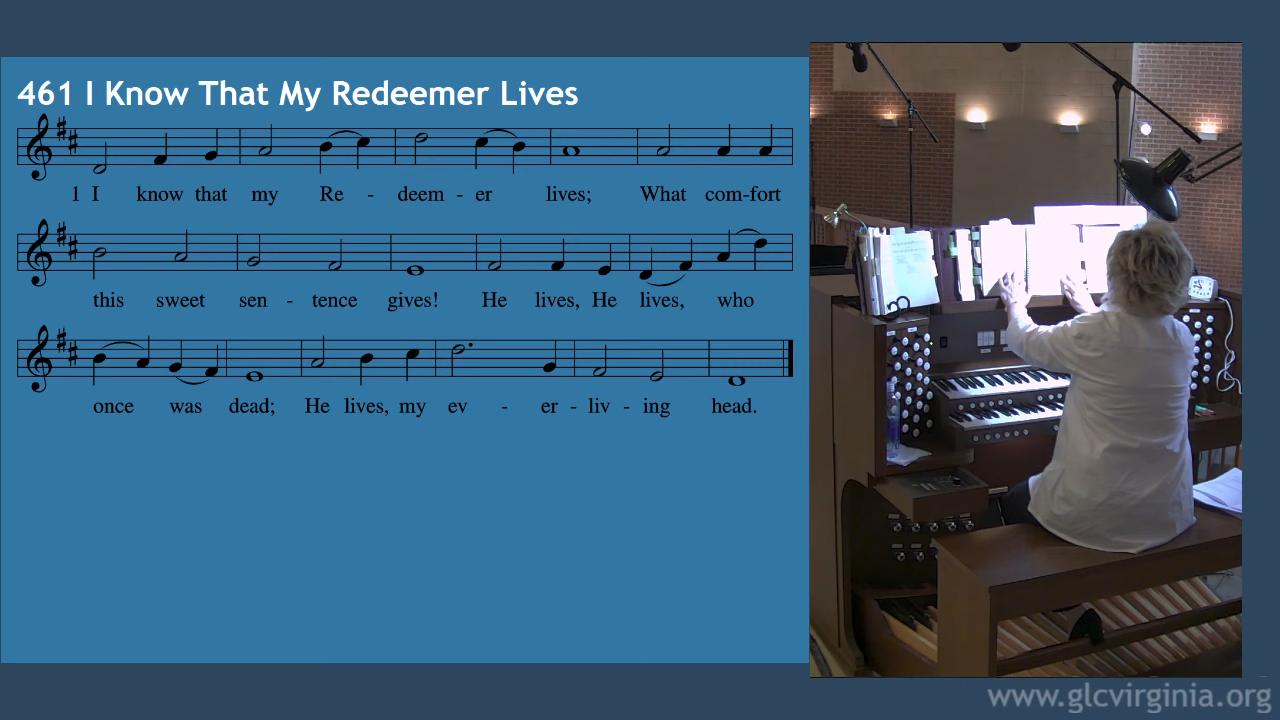 461 I Know That My Redeemer Lives
1 I know that my Re - deem - er lives; What com-fort
this sweet sen - tence gives! He lives, He lives, who
once was dead; He lives, my ev - er - liv - ing head.
www.glcvirginia.org